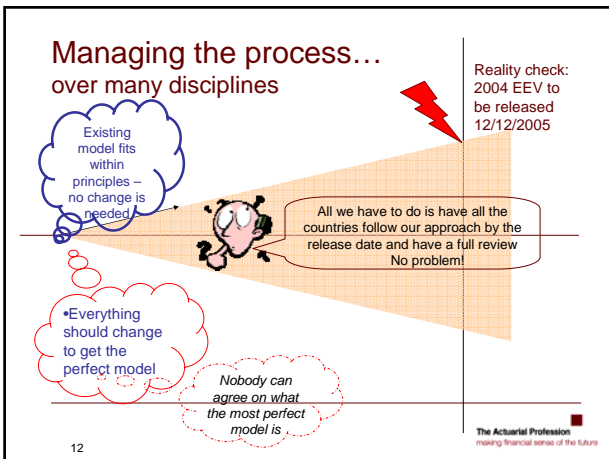 Managing the process…
over many disciplines
Reality check:
2004 EEV to
be released
12/12/2005
Existing
model fits
within
principles –
no change is
needed
All we have to do is have all the
countries follow our approach by the
release date and have a full review
No problem!
•Everything
should change
to get the
perfect model
Nobody can
agree on what
the most perfect
model is
The Actuarial Profession
making financial sense of the future
12